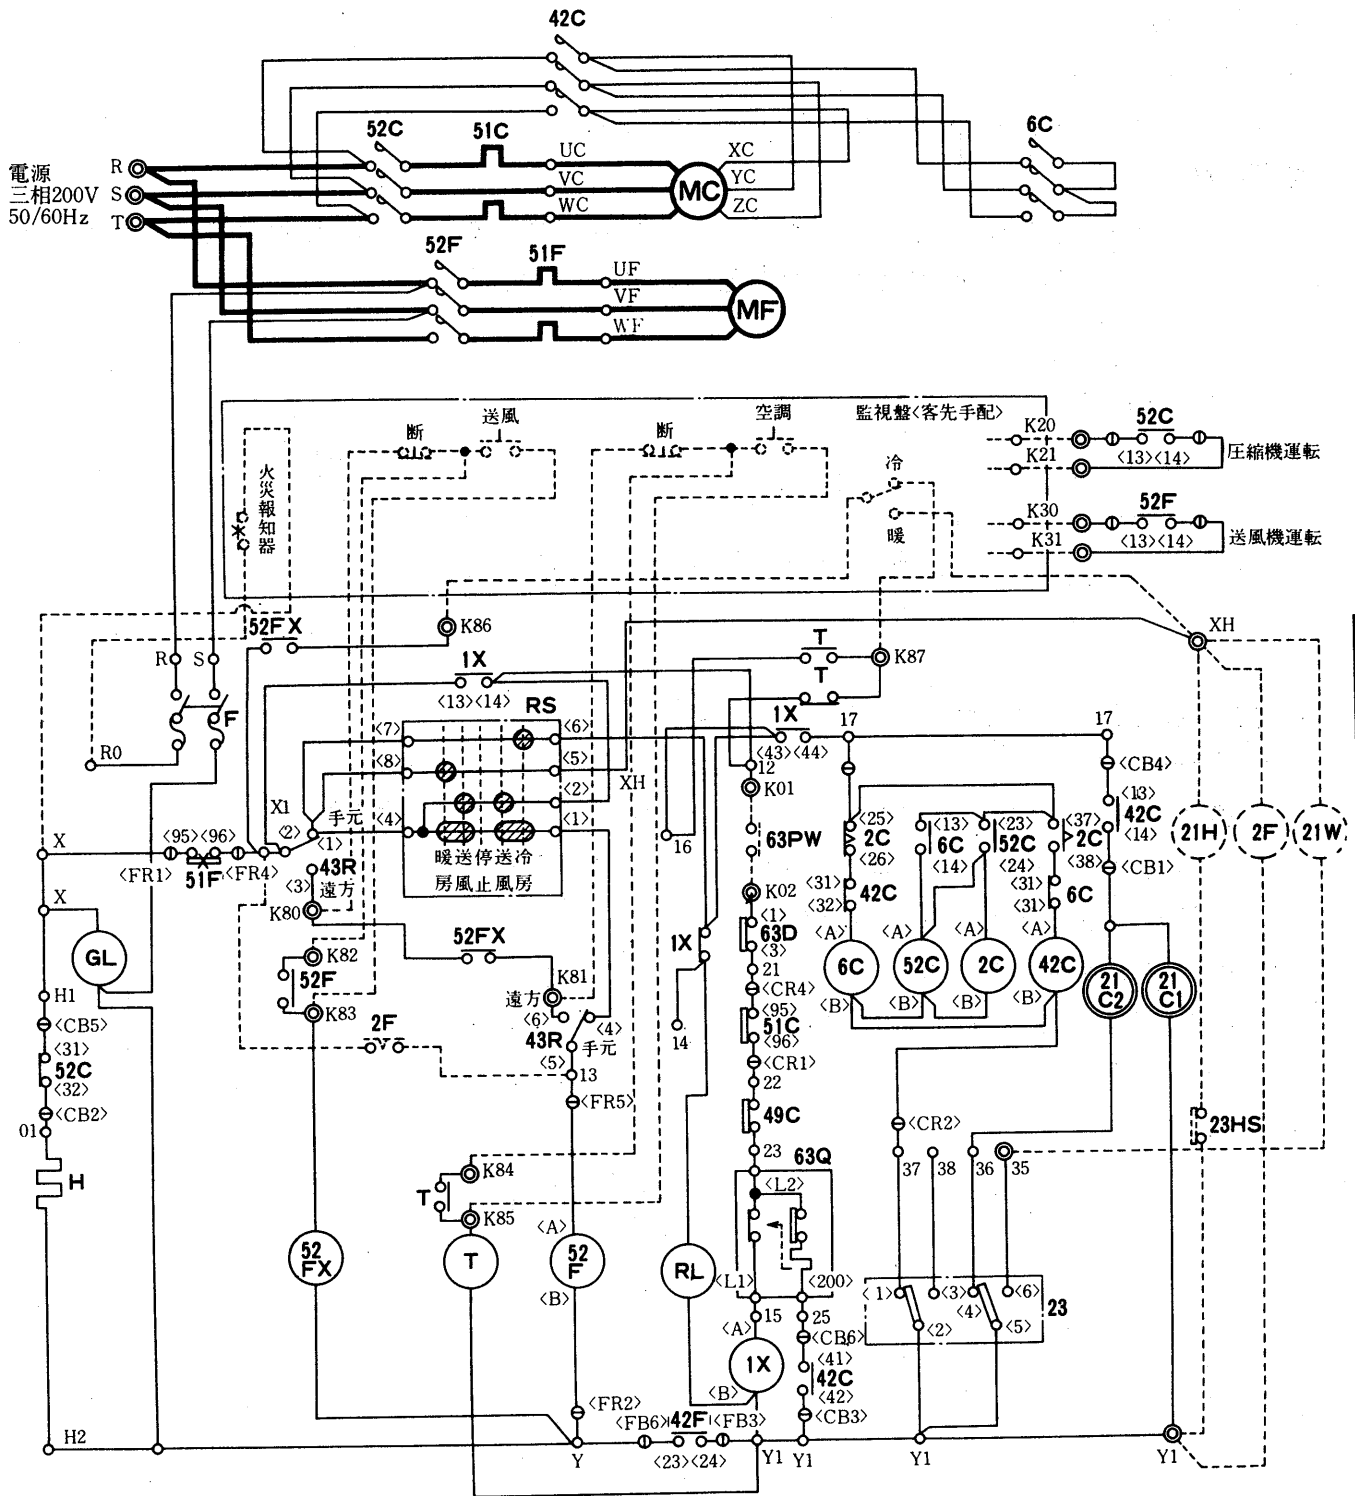 42C
52C
51C
6C
電源
三相200V
50/60Hz
R
S
T
UC
VC
WC
MC
XC
YC
ZC
52F
51F
UF
VF
WF
MF
断
送風
断
空調
監視盤〈客先手配〉
火災報知器
冷
暖
K20
K21
52C
〈13〉〈14〉
圧縮機運転
K30
K31
52F
〈13〉〈14〉
送風機運転
52FX
K86
T
K87
XH
R
S
1X
〈13〉〈14〉
T
F
RS
〈7〉
〈6〉
1X
17
17
R0
〈8〉
〈5〉
〈43〉
〈44〉
12
〈CB4〉
XH
K01
X1
手元
〈2〉
〈1〉
〈4〉
〈2〉
〈1〉
16
63PW
〈25〉
2C
〈26〉
〈13〉
6C
〈14〉
〈23〉
52C
〈24〉
〈37〉
2C
〈38〉
〈13〉
42C
〈14〉
21H
2F
21W
X
〈95〉〈96〉
〈FR1〉
51F
〈FR4〉
暖送停送冷
房風止風房
43R
〈3〉
遠方
K80
K02
〈31〉
〈32〉
42C
〈31〉
〈31〉
6C
〈CB1〉
X
GL
K82
52F
K83
52FX
K81
遠方
〈6〉
〈4〉
43R
手元
〈5〉
13
1X
14
〈1〉
63D
〈3〉
21
〈CR4〉
〈95〉
51C
〈96〉
〈CR1〉
22
〈A〉
6C
〈B〉
〈A〉
52C
〈B〉
〈A〉
2C
〈B〉
〈A〉
42C
〈B〉
21
C2
21
C1
H1
〈CB5〉
〈31〉
52C
〈32〉
〈CB2〉
01
H
2F
〈FR5〉
49C
23
63Q
〈L2〉
〈CR2〉
37
38
36
35
23HS
K84
T
K85
52
FX
T
〈A〉
52
F
〈B〉
RL
〈L1〉
〈200〉
15
25
〈1〉
〈3〉
〈4〉
〈6〉
〈2〉
〈5〉
23
〈A〉
1X
〈B〉
〈CB6〉
〈41〉
42C
〈42〉
〈CB3〉
〈FR2〉
〈FB6〉
42F
〈FB3〉
〈23〉
〈24〉
H2
Y
Y1
Y1
Y1
Y1